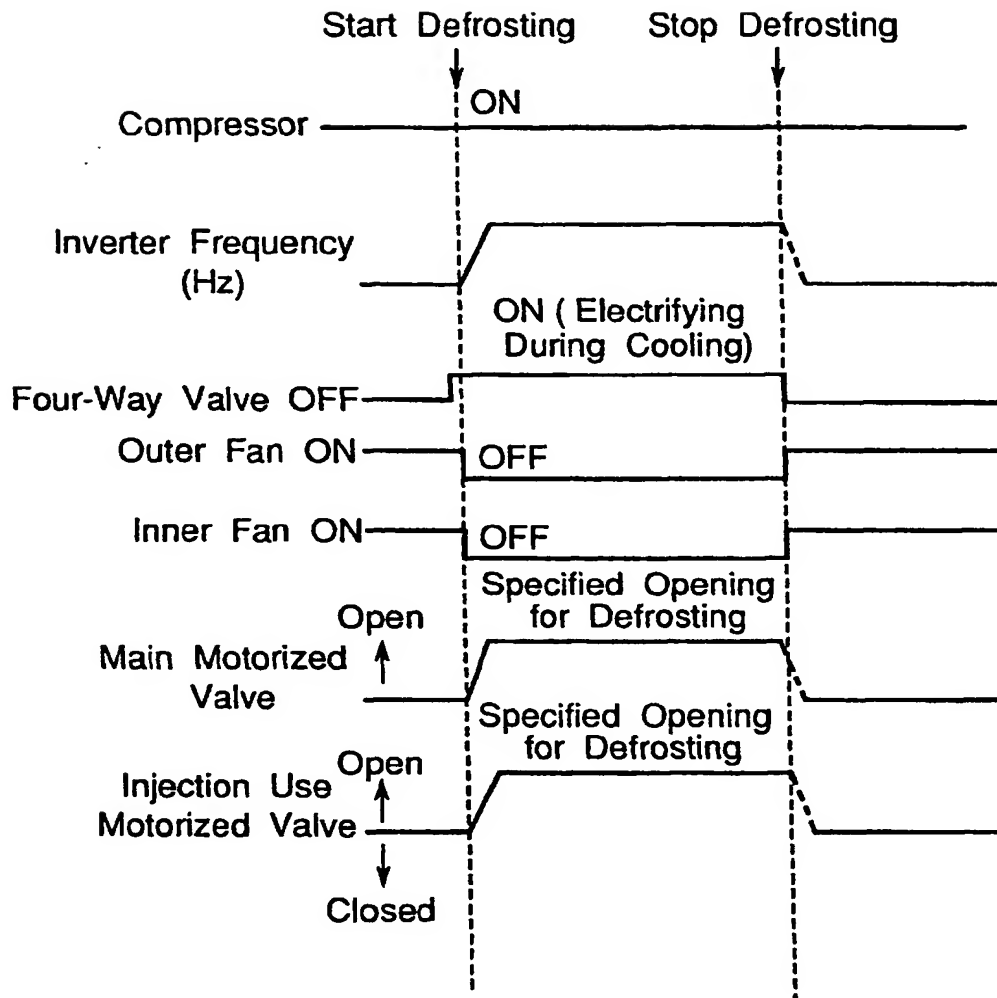 Start Defrosting
Stop Defrosting
ON
Compressor
Inverter Frequency
(Hz)
ON ( Electrifying
During Cooling)
Four-Way Valve OFF
Outer Fan ON
OFF
Inner Fan ON
OFF
Specified Opening
for Defrosting
Open
Main Motorized
Valve
Specified Opening
for Defrosting
Open
Injection Use
Motorized Valve
Closed